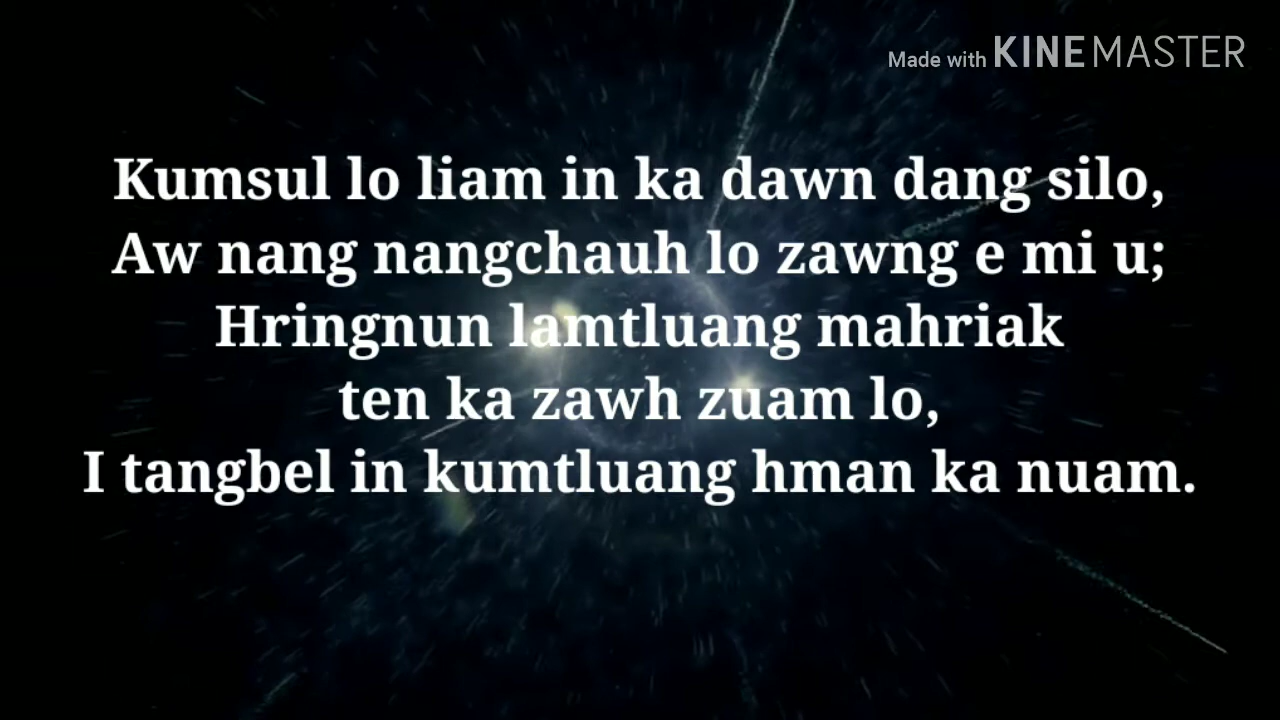 Made with KINEMASTER
Kumsul lo liam in ka dawn dang silo,
Aw nang nangchauh lo zawng e mi u;
Hringnun lamtluang mahriak
ten ka zawh zuam lo,
I tangbel in kumtluang hman ka nuam.